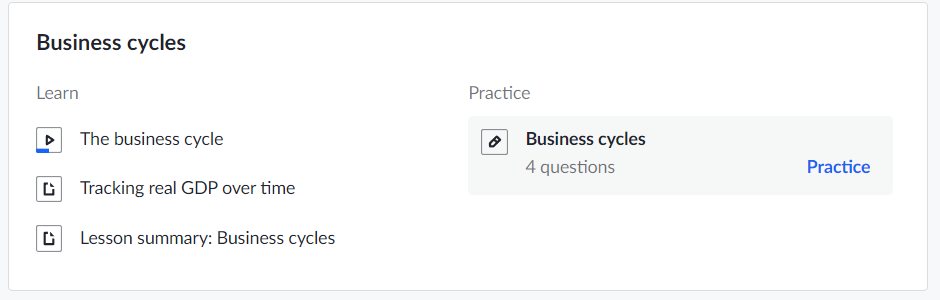 Business cycles
Learn
The business cycle
Tracking real GDP over time
Lesson summary: Business cycles
Practice
Business cycles
4 questions
Practice